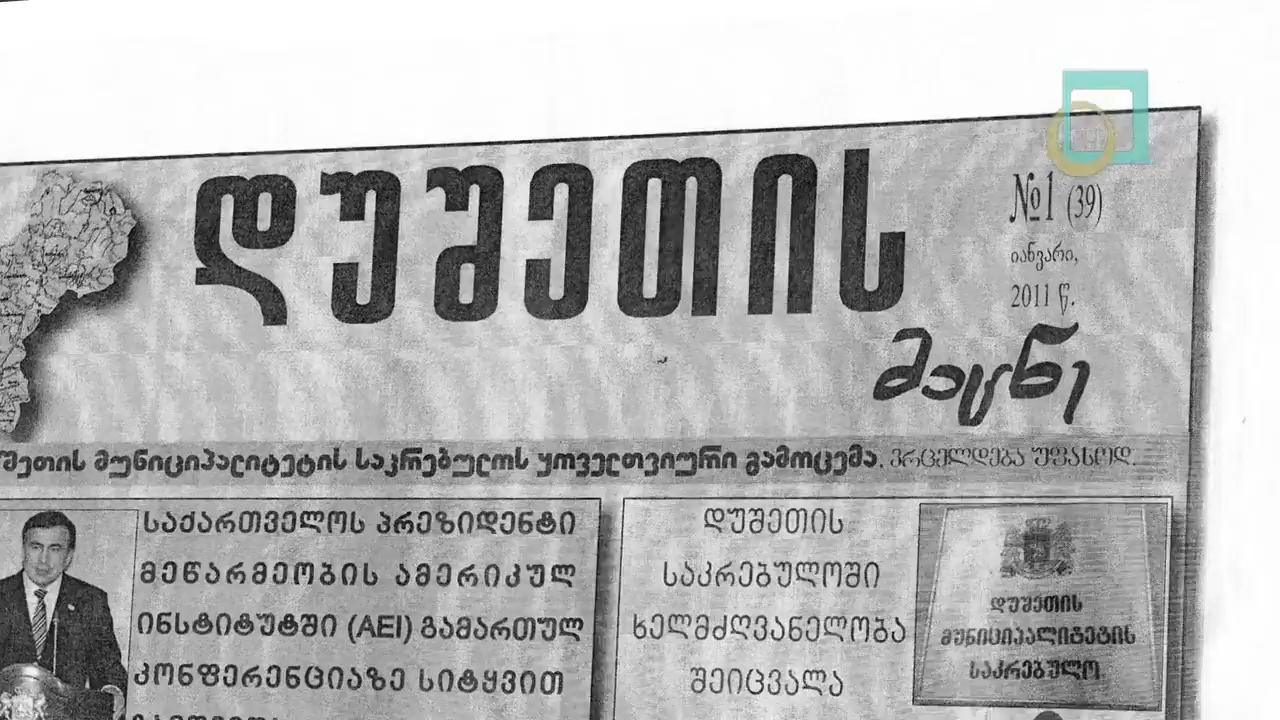 დუშეთის
№1 (39)
იანვარი,
2011 წ.
მაცნე
მუნიციპალიტეტის საკრებულოს ყოველთვიური გამოცემა. ვრცელდება უფასოდ.
საქართველოს პრეზიდენტი
მეწარმეობის ამერიკულ
ინსტიტუტში (AEI) გამართულ
კონფერენციაზე სიტყვით
დუშეთის
საკრებულოში
ხელმძღვანელობა
შეიცვალა
დუშეთის
მუნიციპალიტეტის
საკრებულო